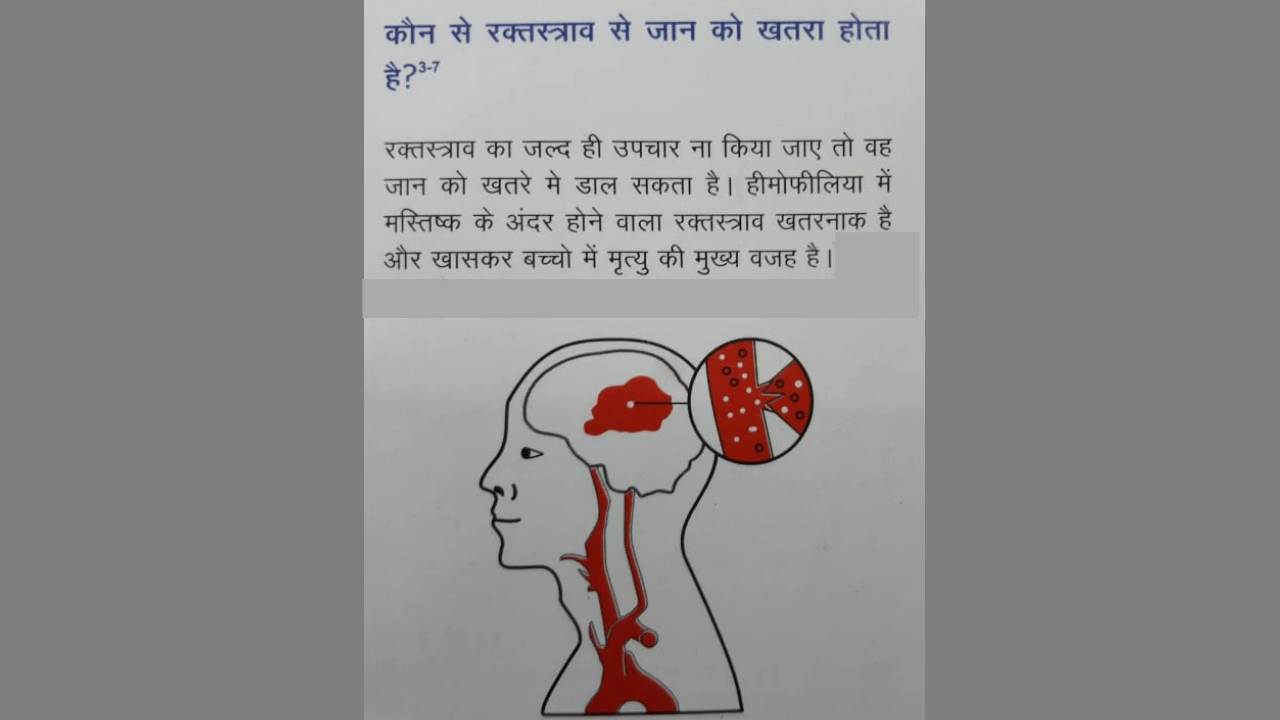 कौन से रक्तस्त्राव से जान को खतरा होता
है?3-7
रक्तस्त्राव का जल्द ही उपचार ना किया जाए तो वह
जान को खतरे मे डाल सकता है। हीमोफीलिया में
मस्तिष्क के अंदर होने वाला रक्तस्त्राव खतरनाक है
और खासकर बच्चो में मृत्यु की मुख्य वजह है।